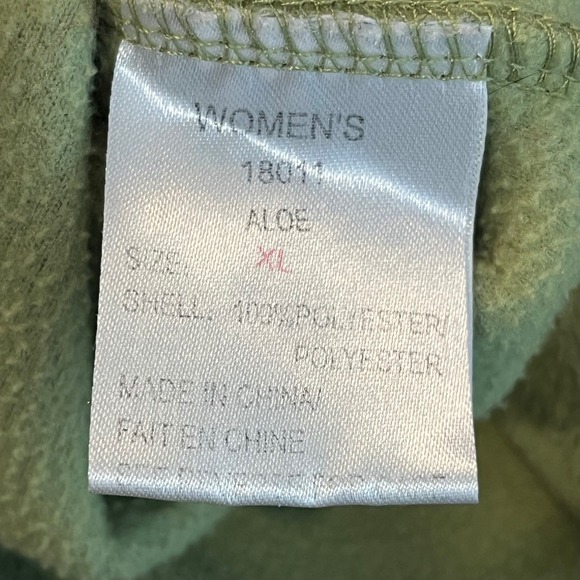 WOMEN'S
18011
ALOE
SIZE: XL
SHELL: 100%POLYESTER/
POLYESTER
MADE IN CHINA/
FAIT EN CHINE